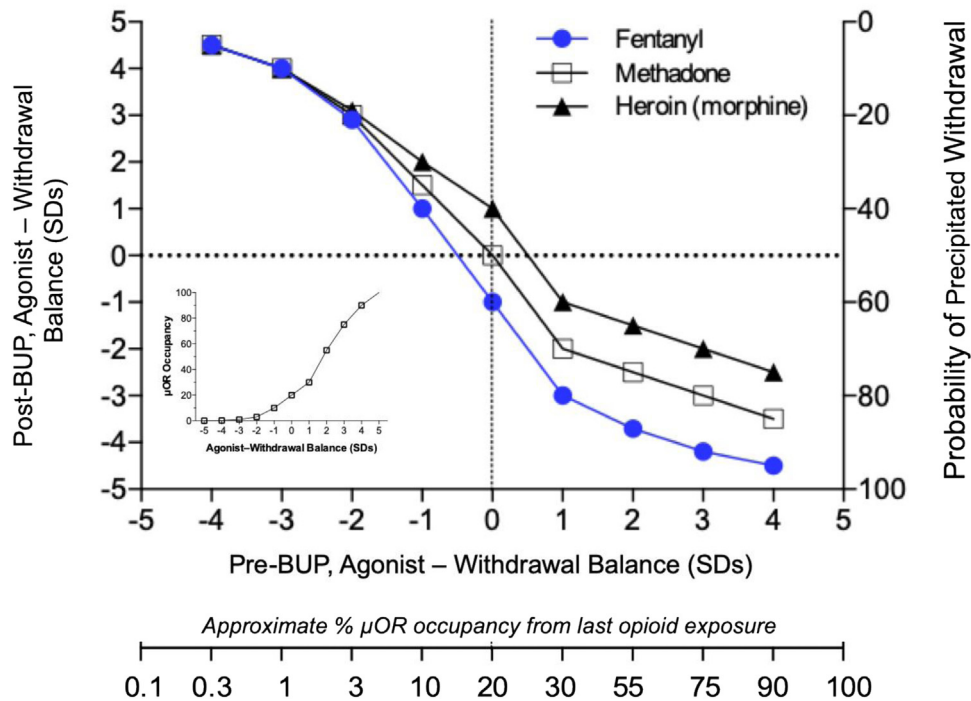 Post-BUP, Agonist – Withdrawal
Balance (SDs)
5
4
3
2
1
0
-1
-2
-3
-4
-5
Fentanyl
Methadone
Heroin (morphine)
0
20
40
60
80
100
Probability of Precipitated Withdrawal
µOR Occupancy
100
80
60
40
20
0
-5 -4 -3 -2 -1 0 1 2 3 4 5
Agonist–Withdrawal Balance (SDs)
-5 -4 -3 -2 -1 0 1 2 3 4 5
Pre-BUP, Agonist – Withdrawal Balance (SDs)
Approximate % µOR occupancy from last opioid exposure
0.1 0.3 1 3 10 20 30 55 75 90 100